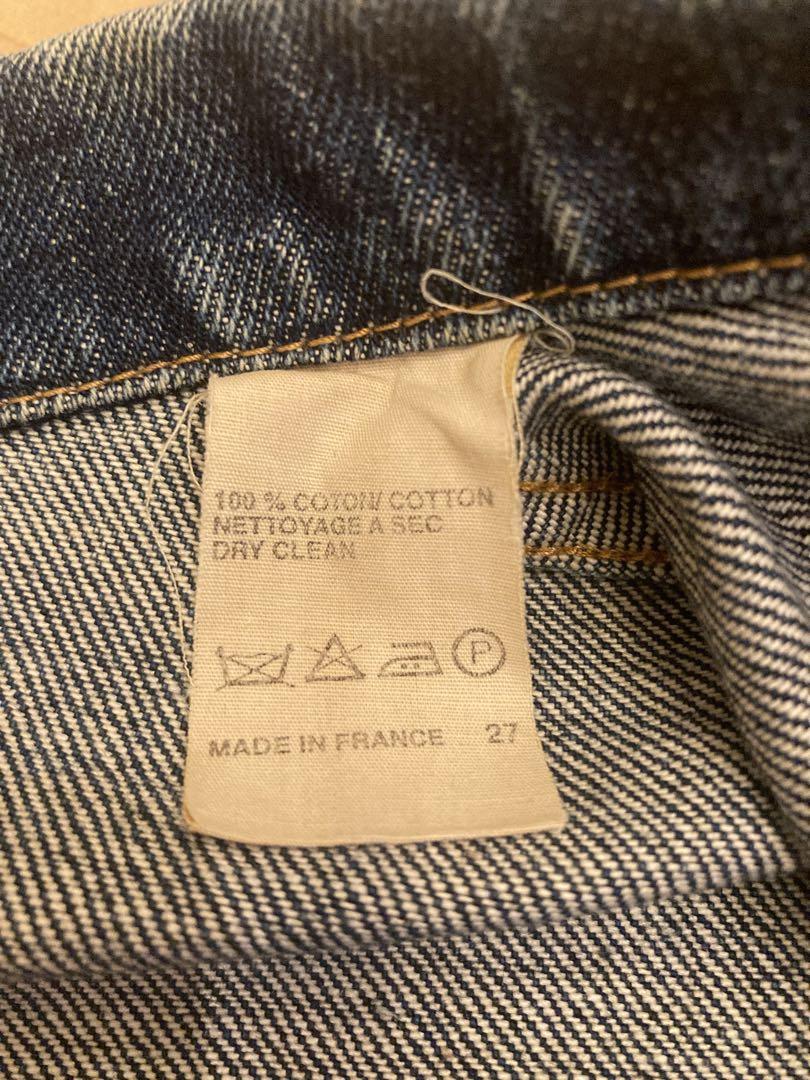 100 % COTON/ COTTON
NETTOYAGE A SEC
DRY CLEAN
P
MADE IN FRANCE 27